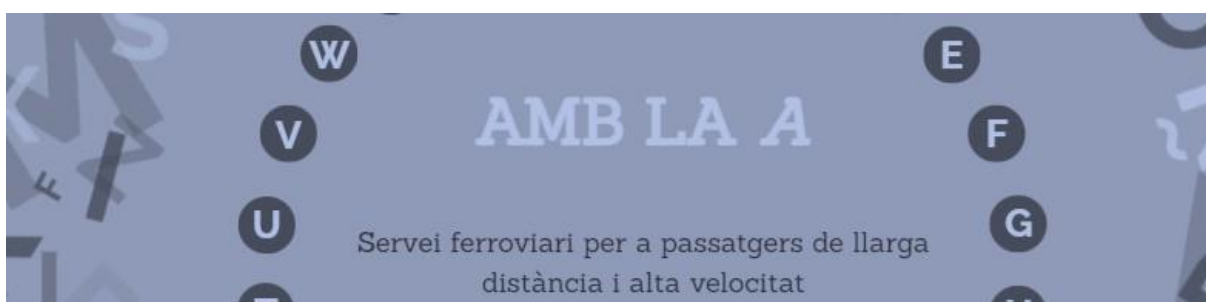 W
E
AMB LA A
V
F
U
G
Servei ferroviari per a passatgers de llarga
distància i alta velocitat